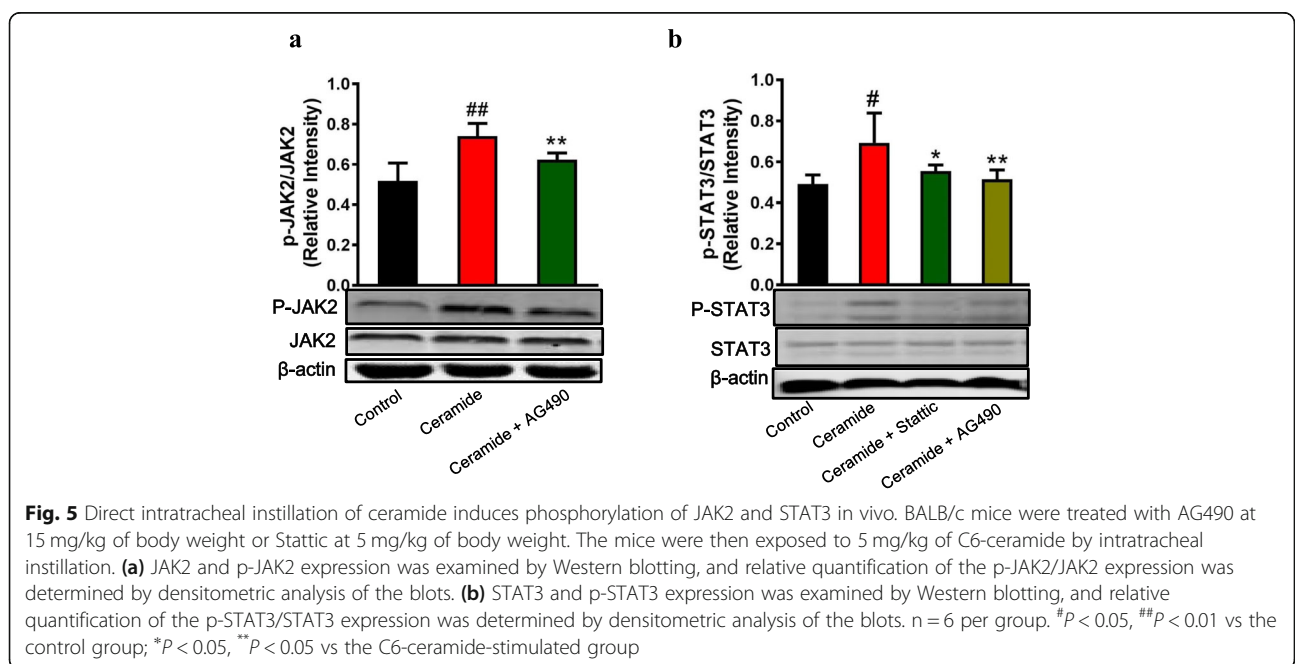 a
b
p-JAK2/JAK2
(Relative Intensity)
1.0
0.8
0.6
0.4
0.2
0.0
##
**
P-JAK2
JAK2
β-actin
Control
Ceramide
Ceramide + AG490
p-STAT3/STAT3
(Relative Intensity)
1.0
0.8
0.6
0.4
0.2
0.0
#
*
**
P-STAT3
STAT3
β-actin
Control
Ceramide
Ceramide + Stattic
Ceramide + AG490
Fig. 5 Direct intratracheal instillation of ceramide induces phosphorylation of JAK2 and STAT3 in vivo. BALB/c mice were treated with AG490 at
15 mg/kg of body weight or Stattic at 5 mg/kg of body weight. The mice were then exposed to 5 mg/kg of C6-ceramide by intratracheal
instillation. (a) JAK2 and p-JAK2 expression was examined by Western blotting, and relative quantification of the p-JAK2/JAK2 expression was
determined by densitometric analysis of the blots. (b) STAT3 and p-STAT3 expression was examined by Western blotting, and relative
quantification of the p-STAT3/STAT3 expression was determined by densitometric analysis of the blots. n = 6 per group. #P < 0.05, ##P < 0.01 vs the
control group; *P < 0.05, **P < 0.05 vs the C6-ceramide-stimulated group